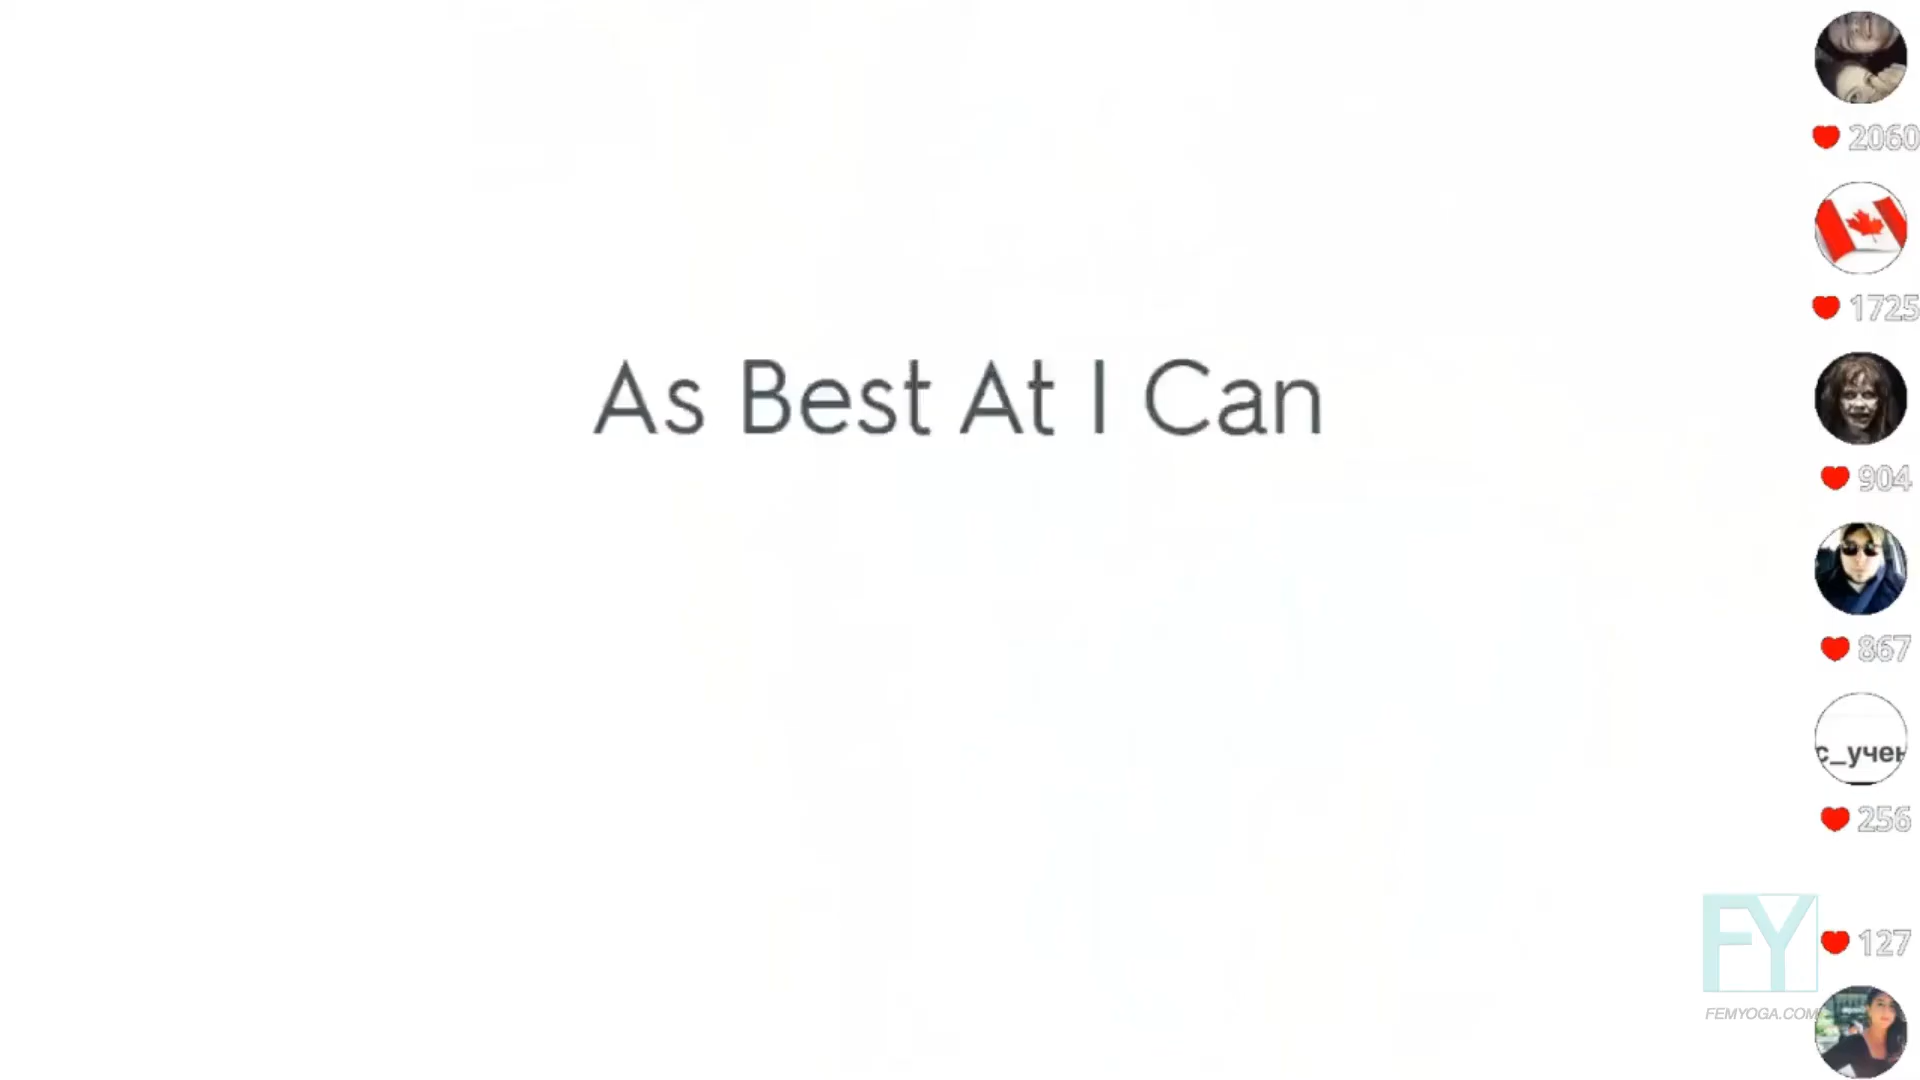 As Best At I Can
2060
1725
904
867
с_учен
256
127
FY
FEMYOGA.COM